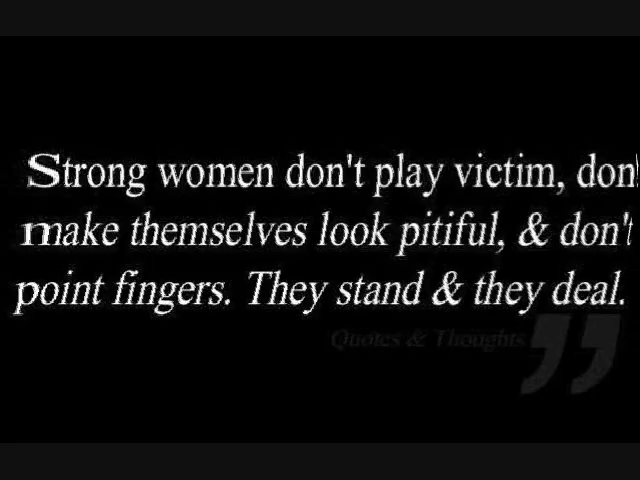 Strong women don't play victim, don'
make themselves look pitiful, & don't
point fingers. They stand & they deal.
Quotes & Thoughts